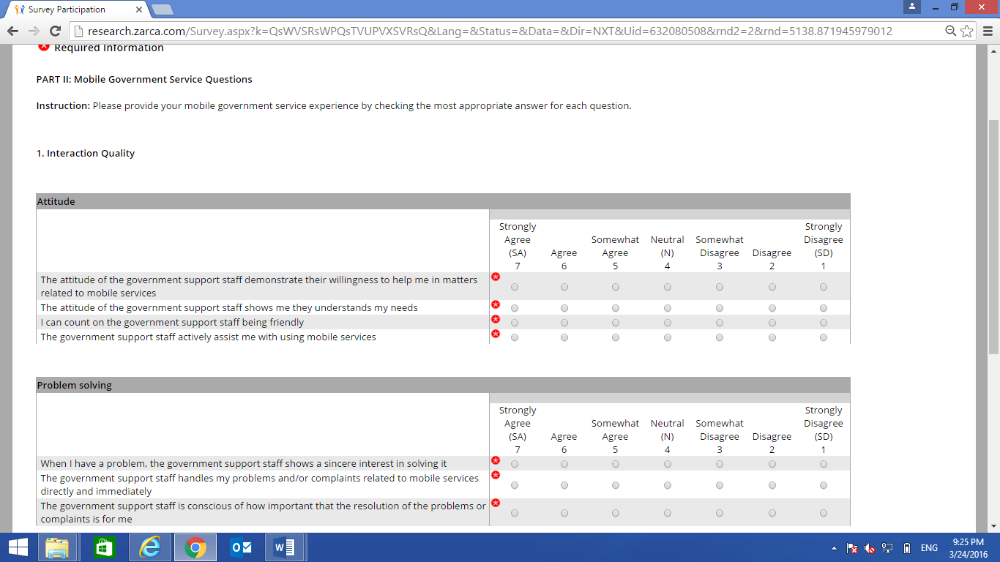 Survey Participation
research.zarca.com/Survey.aspx?k=QsWVSRsWPQsTVUPVXSVRsQ&Lang=&Status=&Data=&Dir=NXT&Uid=632080508&rnd2=2&rnd=5138.871945979012
Required Information
PART II: Mobile Government Service Questions
Instruction: Please provide your mobile government service experience by checking the most appropriate answer for each question.
1. Interaction Quality
Attitude
Strongly Agree (SA) 7 Agree 6 Somewhat Agree 5 Neutral (N) 4 Somewhat Disagree 3 Disagree 2 Strongly Disagree (SD) 1
The attitude of the government support staff demonstrate their willingness to help me in matters
related to mobile services
The attitude of the government support staff shows me they understands my needs
I can count on the government support staff being friendly
The government support staff actively assist me with using mobile services
Problem solving
Strongly Agree (SA) 7 Agree 6 Somewhat Agree 5 Neutral (N) 4 Somewhat Disagree 3 Disagree 2 Strongly Disagree (SD) 1
When I have a problem, the government support staff shows a sincere interest in solving it
The government support staff handles my problems and/or complaints related to mobile services
directly and immediately
The government support staff is conscious of how important that the resolution of the problems or
complaints is for me
ENG
9:25 PM
3/24/2016